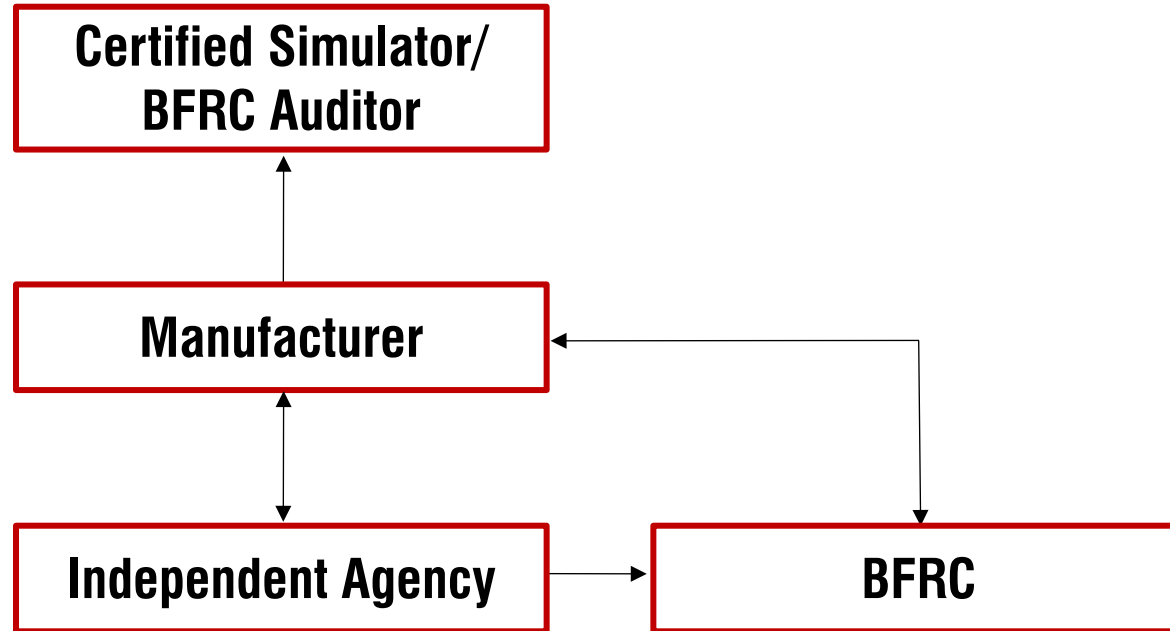 Certified Simulator/
BFRC Auditor
Manufacturer
Independent Agency
BFRC